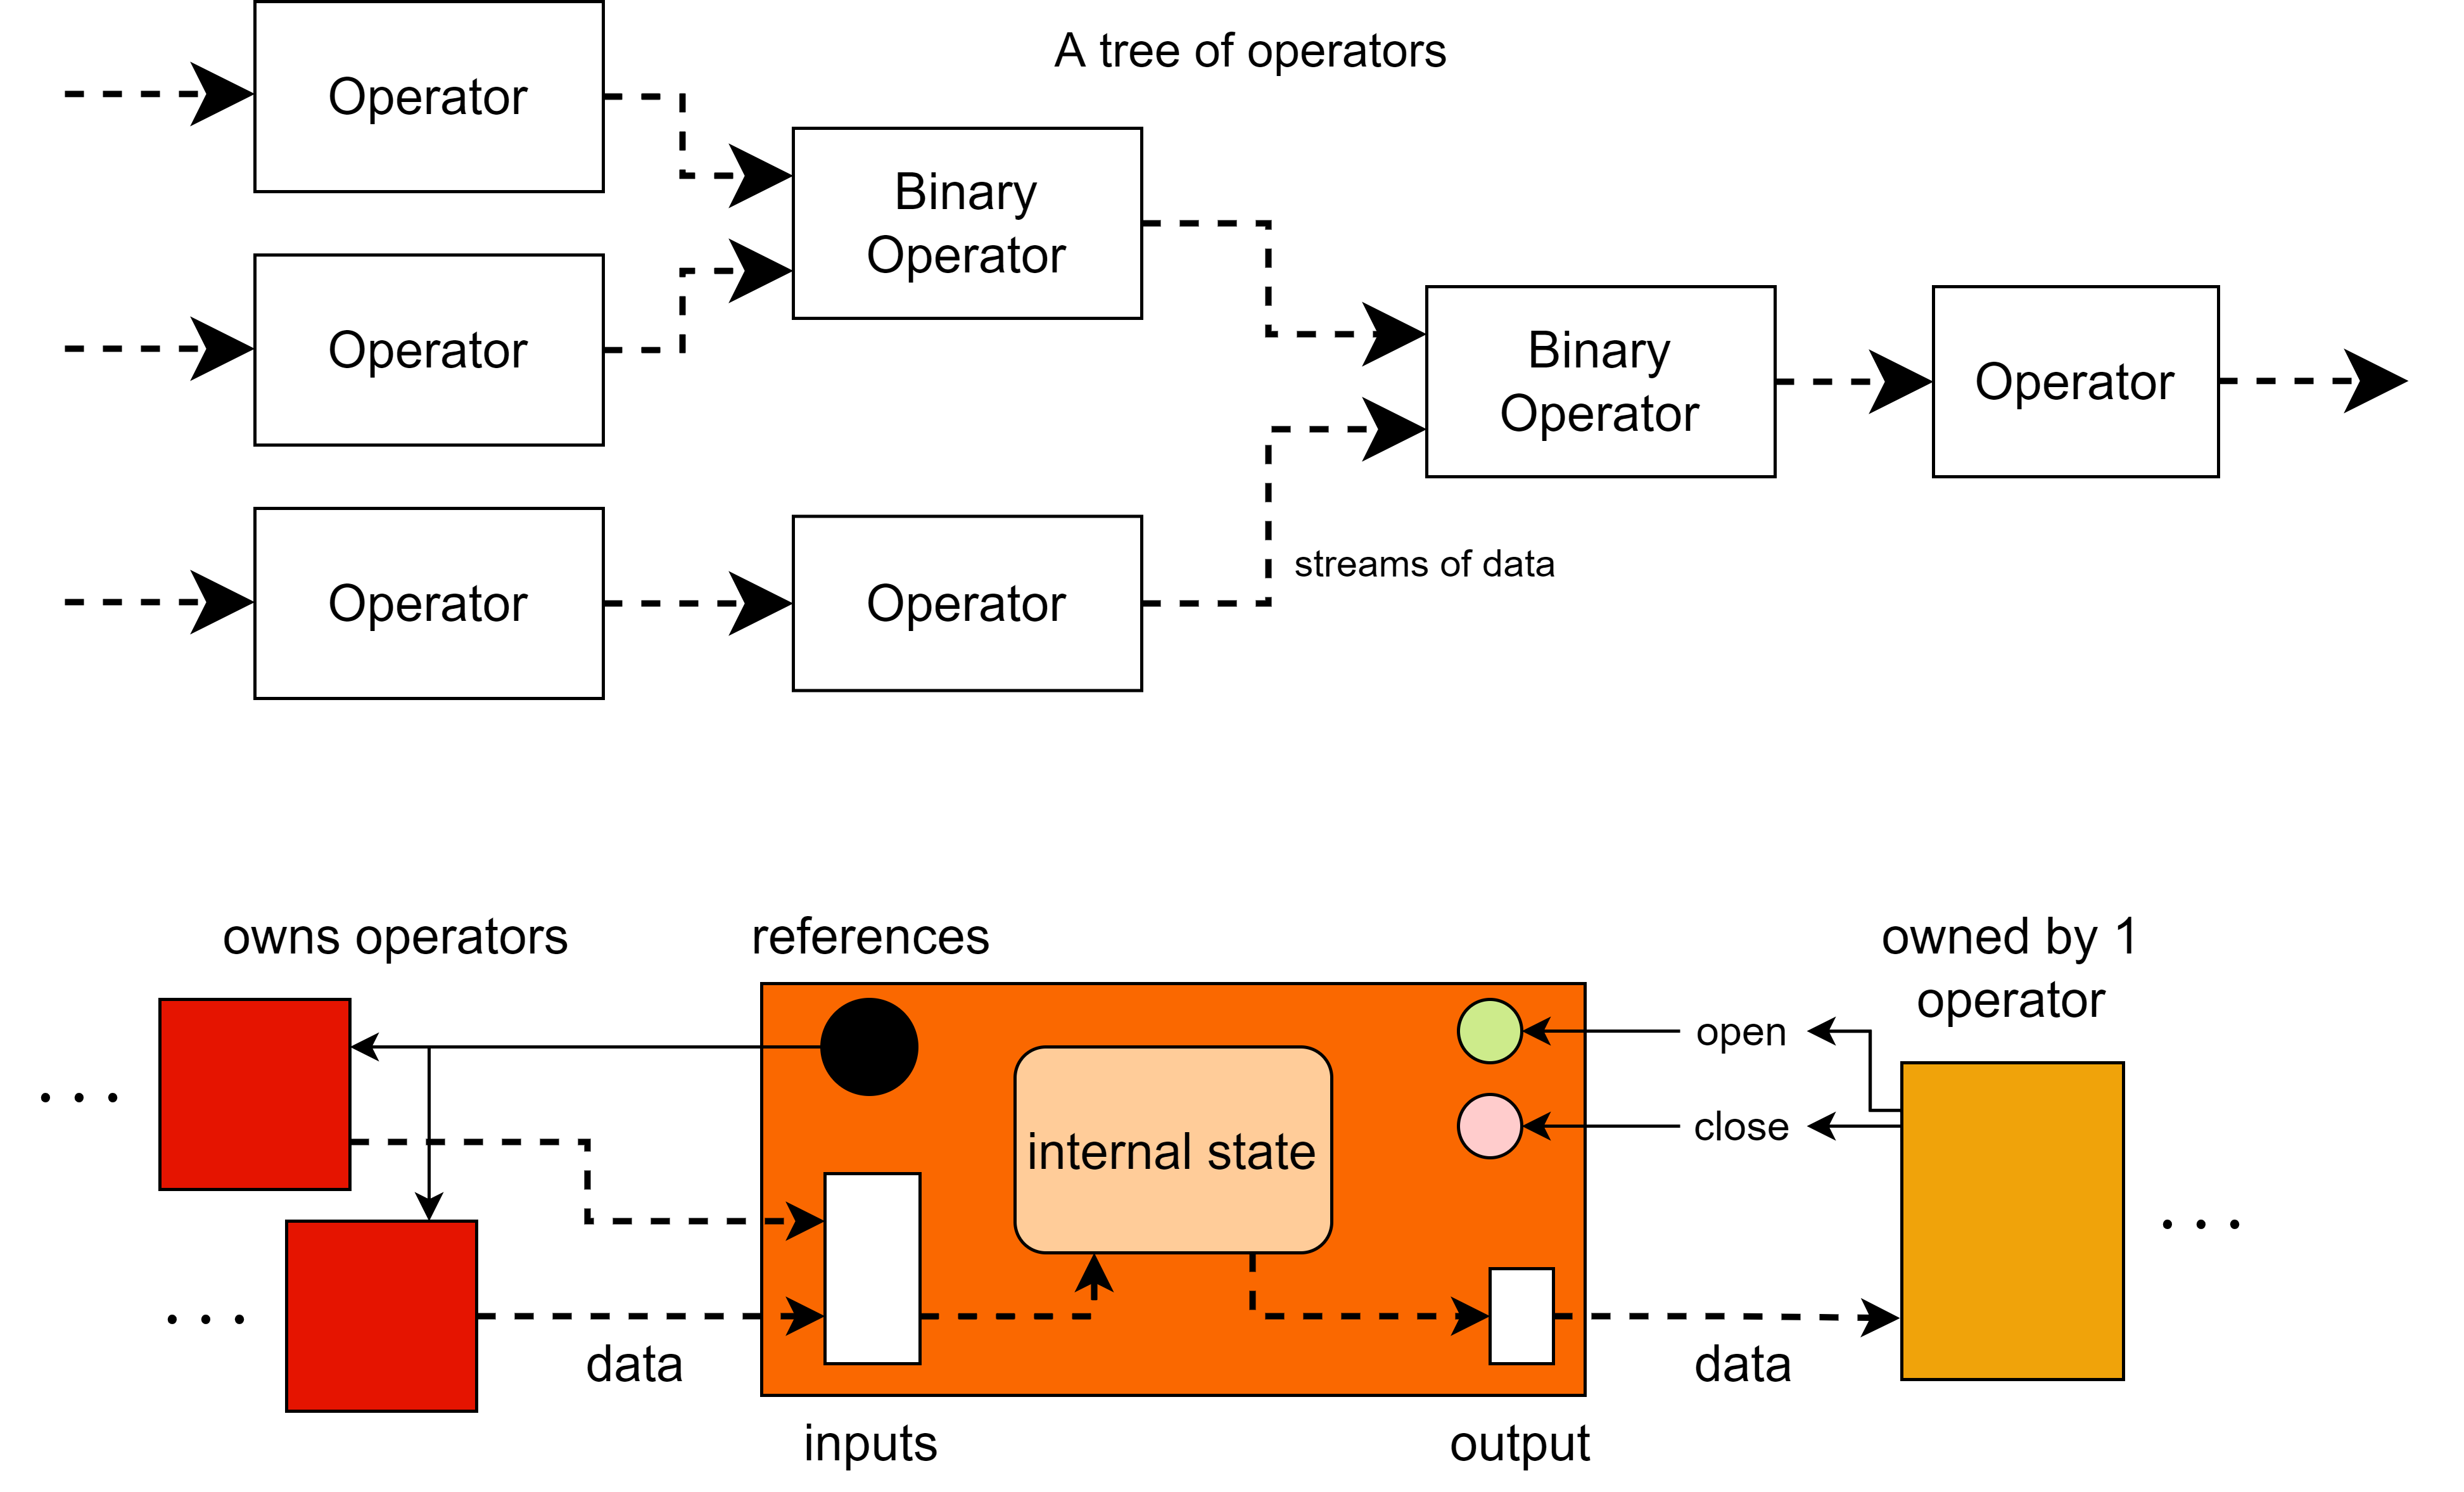 A tree of operators
Operator
Binary
Operator
Operator
Binary
Operator
Operator
Operator
Operator
streams of data
owns operators
references
owned by 1
operator
open
close
internal state
. . .
. . .
. . .
data
data
inputs
output